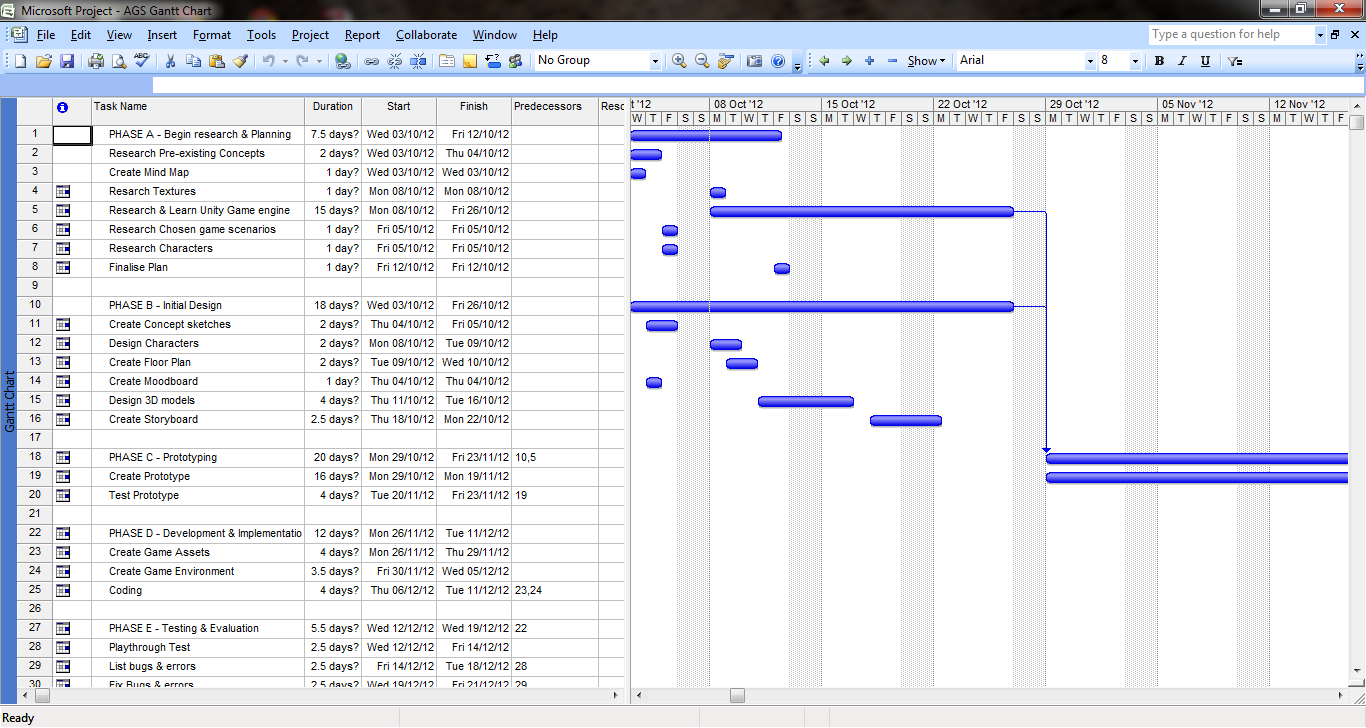 Microsoft Project - AGS Gantt Chart
File Edit View Insert Format Tools Project Report Collaborate Window Help
Type a question for help
No Group Show Arial 8 B I U
Task Name Duration Start Finish Predecessors Reso
t '12 08 Oct '12 15 Oct '12 22 Oct '12 29 Oct '12 05 Nov '12 12 Nov '12
W T F S S M T W T F S S M T W T F S S M T W T F S S M T W T F S S M T W T F S S M T W T F
1 PHASE A - Begin research & Planning 7.5 days? Wed 03/10/12 Fri 12/10/12
2 Research Pre-existing Concepts 2 days? Wed 03/10/12 Thu 04/10/12
3 Create Mind Map 1 day? Wed 03/10/12 Wed 03/10/12
4 Resarch Textures 1 day? Mon 08/10/12 Mon 08/10/12
5 Research & Learn Unity Game engine 15 days? Mon 08/10/12 Fri 26/10/12
6 Research Chosen game scenarios 1 day? Fri 05/10/12 Fri 05/10/12
7 Research Characters 1 day? Fri 05/10/12 Fri 05/10/12
8 Finalise Plan 1 day? Fri 12/10/12 Fri 12/10/12
9
10 PHASE B - Initial Design 18 days? Wed 03/10/12 Fri 26/10/12
11 Create Concept sketches 2 days? Thu 04/10/12 Fri 05/10/12
12 Design Characters 2 days? Mon 08/10/12 Tue 09/10/12
13 Create Floor Plan 2 days? Tue 09/10/12 Wed 10/10/12
14 Create Moodboard 1 day? Thu 04/10/12 Thu 04/10/12
15 Design 3D models 4 days? Thu 11/10/12 Tue 16/10/12
16 Create Storyboard 2.5 days? Thu 18/10/12 Mon 22/10/12
17
18 PHASE C - Prototyping 20 days? Mon 29/10/12 Fri 23/11/12 10,5
19 Create Prototype 16 days? Mon 29/10/12 Mon 19/11/12
20 Test Prototype 4 days? Tue 20/11/12 Fri 23/11/12 19
21
22 PHASE D - Development & Implementatio 12 days? Mon 26/11/12 Tue 11/12/12
23 Create Game Assets 4 days? Mon 26/11/12 Thu 29/11/12
24 Create Game Environment 3.5 days? Fri 30/11/12 Wed 05/12/12
25 Coding 4 days? Thu 06/12/12 Tue 11/12/12 23,24
26
27 PHASE E - Testing & Evaluation 5.5 days? Wed 12/12/12 Wed 19/12/12 22
28 Playthrough Test 2.5 days? Wed 12/12/12 Fri 14/12/12
29 List bugs & errors 2.5 days? Fri 14/12/12 Tue 18/12/12 28
30 Fix Bugs & errors 2.5 days? Wed 19/12/12 Fri 21/12/12 29
Gantt Chart
Ready